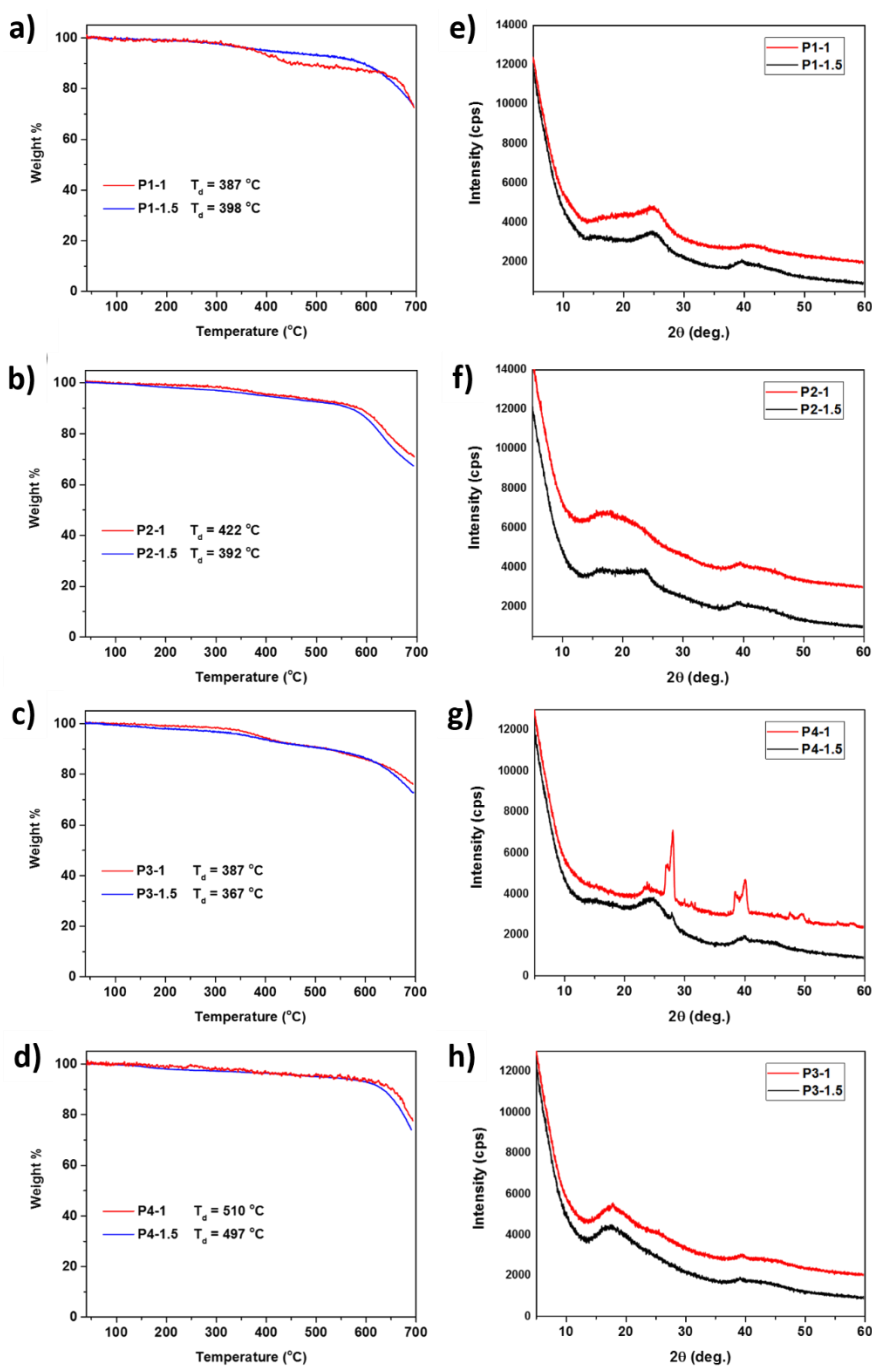 a)
100
80
60
40
20
0
Weight %
P1-1 T_d = 387 °C
P1-1.5 T_d = 398 °C
100 200 300 400 500 600 700
Temperature (°C)
e)
14000
12000
10000
8000
6000
4000
2000
Intensity (cps)
P1-1
P1-1.5
10 20 30 40 50 60
2θ (deg.)
b)
100
80
60
40
20
0
Weight %
P2-1 T_d = 422 °C
P2-1.5 T_d = 392 °C
100 200 300 400 500 600 700
Temperature (°C)
f)
14000
12000
10000
8000
6000
4000
2000
Intensity (cps)
P2-1
P2-1.5
10 20 30 40 50 60
2θ (deg.)
c)
100
80
60
40
20
0
Weight %
P3-1 T_d = 387 °C
P3-1.5 T_d = 367 °C
100 200 300 400 500 600 700
Temperature (°C)
g)
12000
10000
8000
6000
4000
2000
0
Intensity (cps)
P4-1
P4-1.5
10 20 30 40 50 60
2θ (deg.)
d)
100
80
60
40
20
0
Weight %
P4-1 T_d = 510 °C
P4-1.5 T_d = 497 °C
100 200 300 400 500 600 700
Temperature (°C)
h)
12000
10000
8000
6000
4000
2000
0
Intensity (cps)
P3-1
P3-1.5
10 20 30 40 50 60
2θ (deg.)